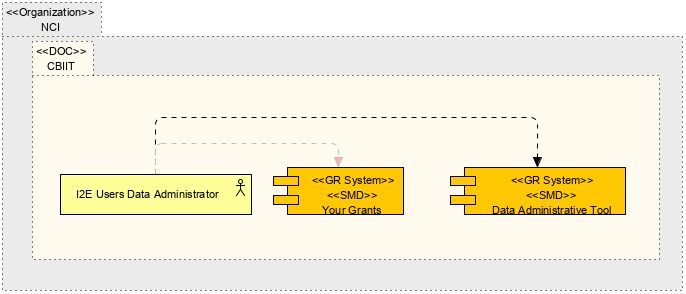 <<Organization>>
NCI
<<DOC>>
CBIIT
I2E Users Data Administrator
<<GR System>>
<<SMD>>
Your Grants
<<GR System>>
<<SMD>>
Data Administrative Tool